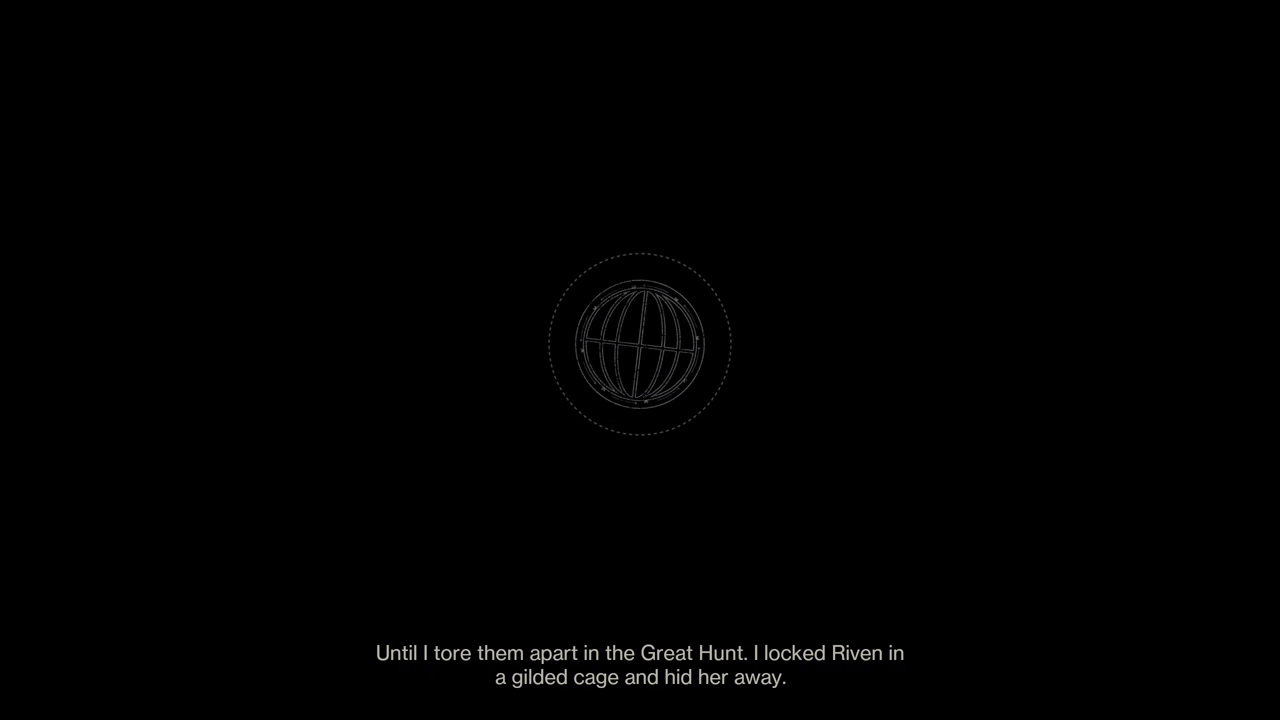 Until I tore them apart in the Great Hunt. I locked Riven in
a gilded cage and hid her away.